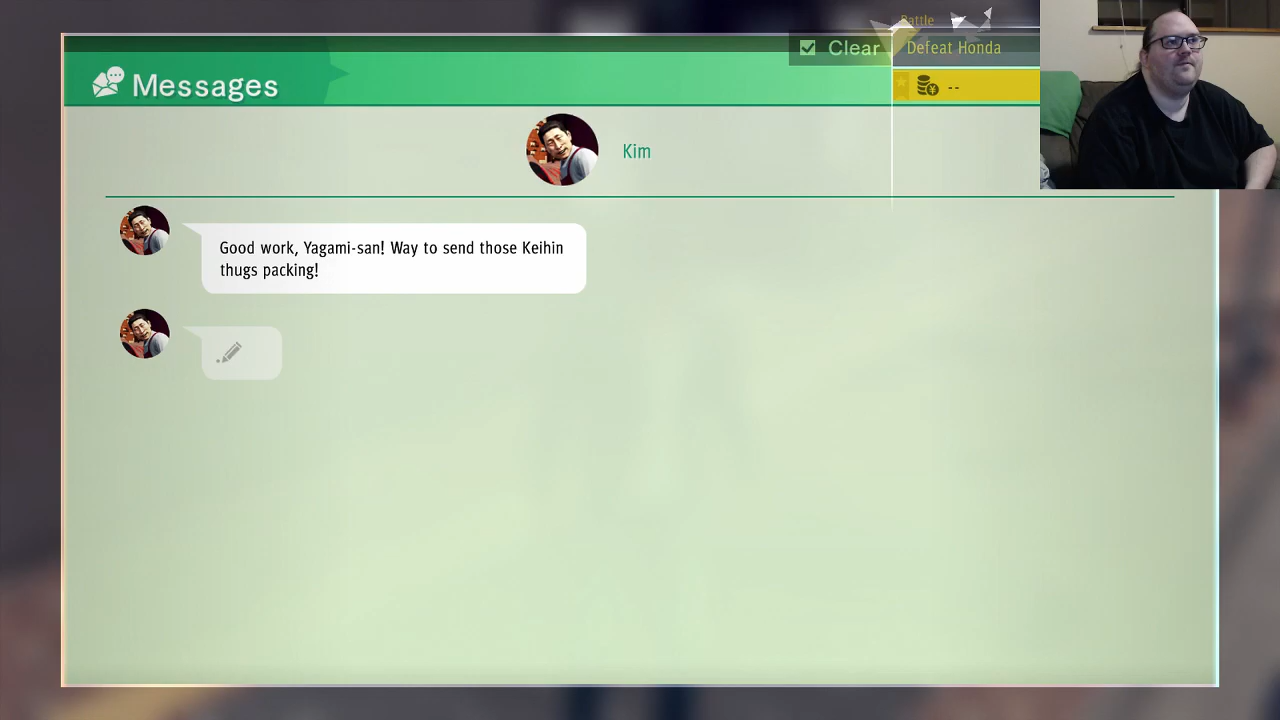 Battle
Clear
Defeat Honda
--
Messages
Kim
Good work, Yagami-san! Way to send those Keihin
thugs packing!